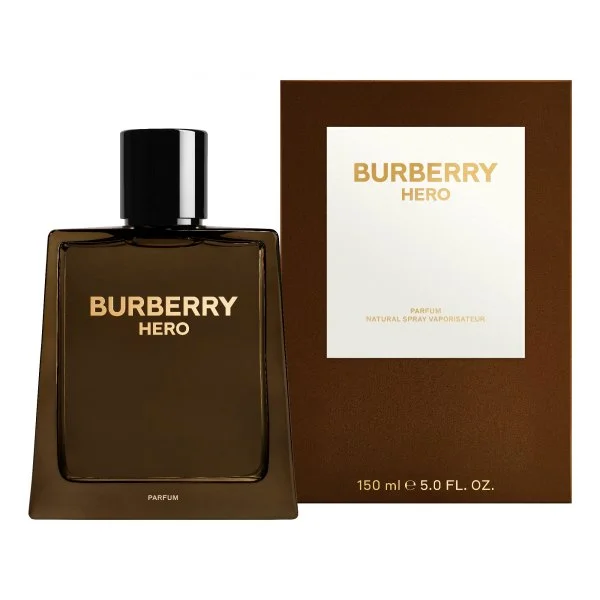 BURBERRY
HERO
PARFUM
BURBERRY
HERO
PARFUM
NATURAL SPRAY VAPORISATEUR
150 ml ℮ 5.0 FL. OZ.